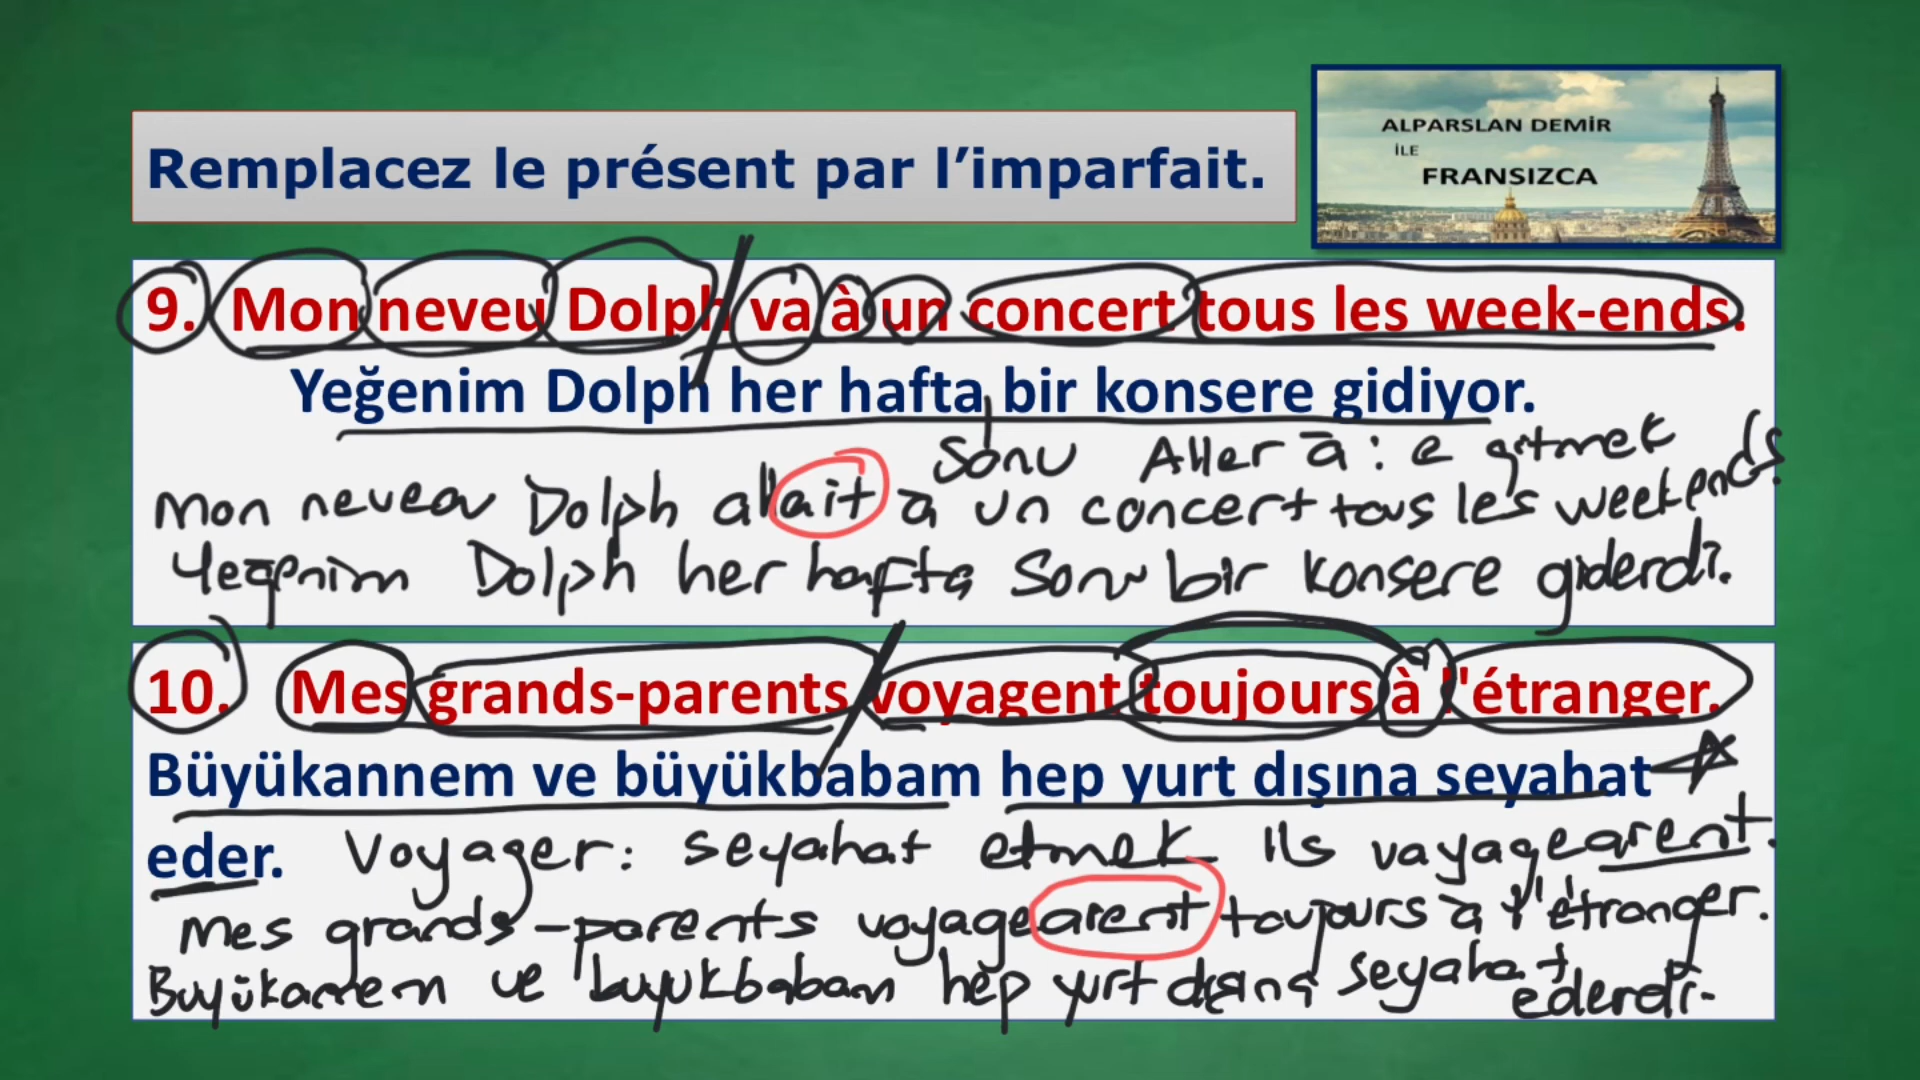 Remplacez le présent par l’imparfait.
ALPARSLAN DEMİR
İLE
FRANSIZCA
9. Mon neveu Dolph va à un concert tous les week-ends.
Yeğenim Dolph her hafta bir konsere gidiyor.
sonu Aller à : e gitmek
Mon neveu Dolph allait à un concert tous les weekends.
Yeğenim Dolph her hafta sonu bir konsere giderdi.
10. Mes grands-parents voyagent toujours à l'étranger.
Büyükannem ve büyükbabam hep yurt dışına seyahat
eder. Voyager: seyahat etmek Ils vayagearent.
Mes grands-parents voyagearent toujours à l'étranger.
Büyükannem ve büyükbabam hep yurt dışına seyahat
ederdi.